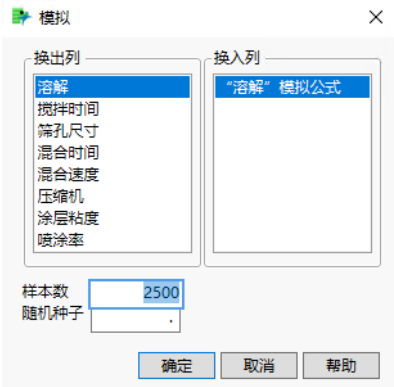 模拟
换出列
换入列
溶解
搅拌时间
筛孔尺寸
混合时间
混合速度
压缩机
涂层粘度
喷涂率
“溶解”模拟公式
样本数 2500
随机种子 .
确定 取消 帮助